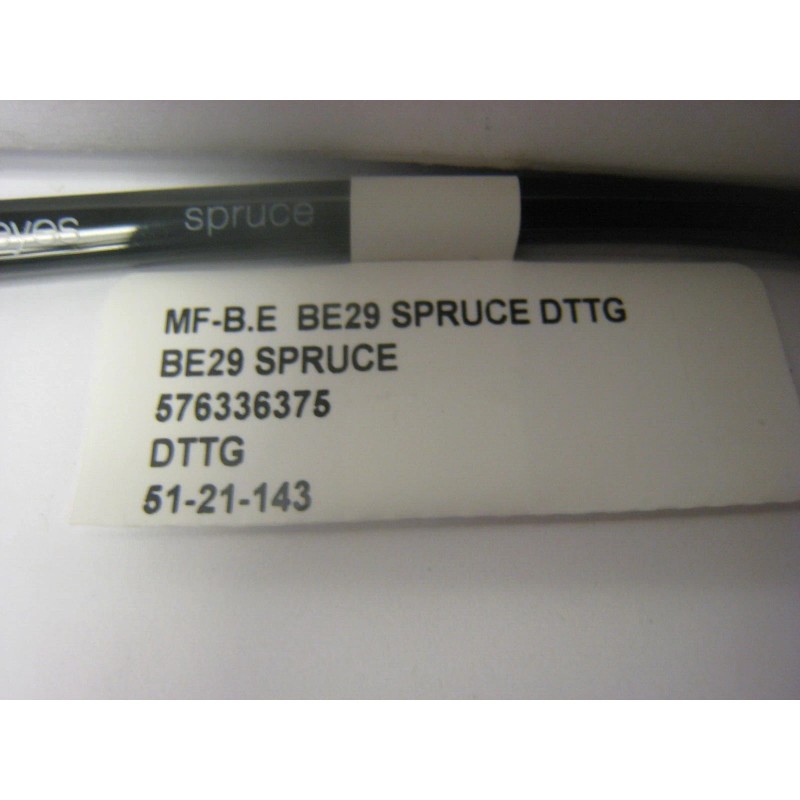 eyes spruce
MF-B.E BE29 SPRUCE DTTG
BE29 SPRUCE
576336375
DTTG
51-21-143